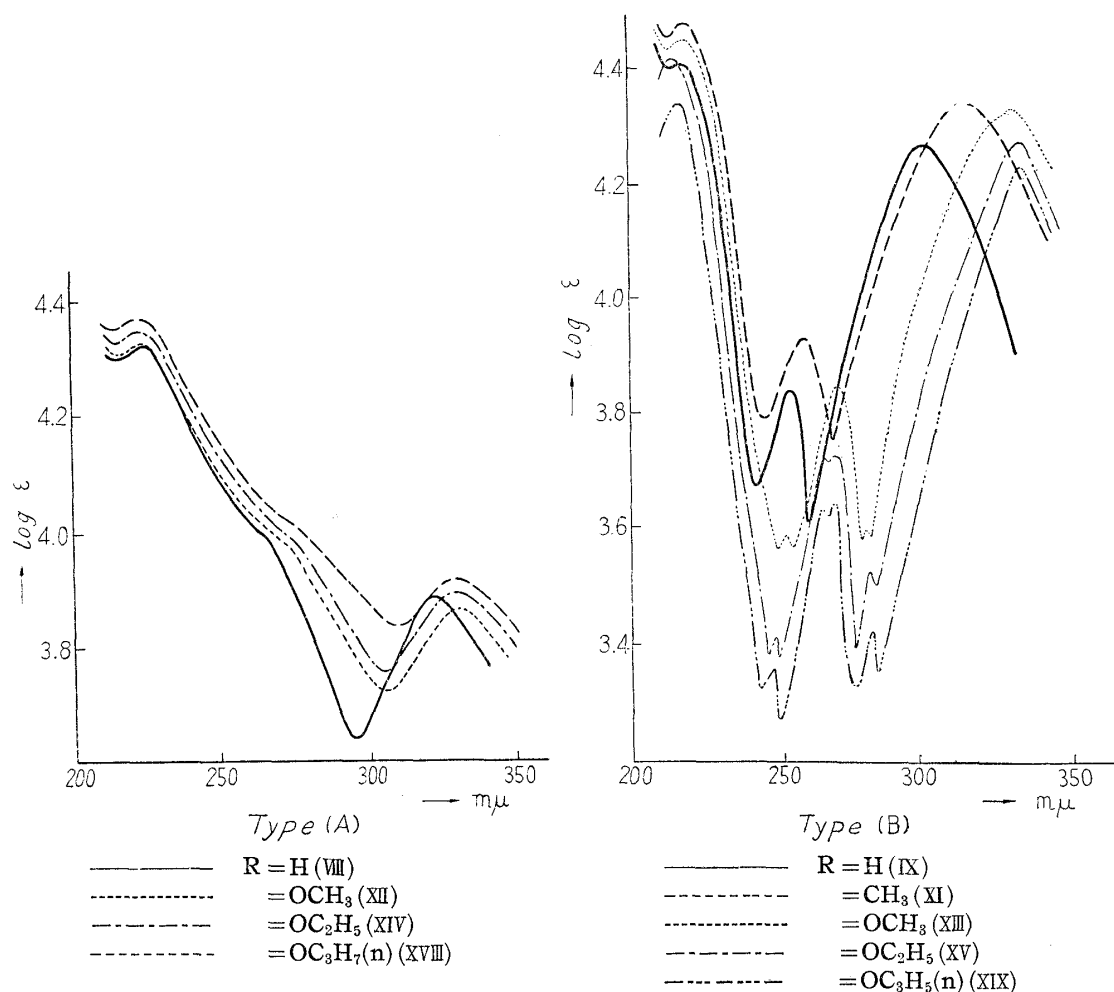 4.4
4.2
4.0
3.8
→ log ε
200
250
300
350
→ mμ
Type (A)
R = H (VIII)
= OCH₃ (XII)
= OC₂H₅ (XIV)
= OC₃H₇(n) (XVIII)
4.4
4.2
4.0
3.8
3.6
3.4
→ log ε
200
250
300
350
→ mμ
Type (B)
R = H (IX)
= CH₃ (XI)
= OCH₃ (XIII)
= OC₂H₅ (XV)
= OC₃H₅(n) (XIX)